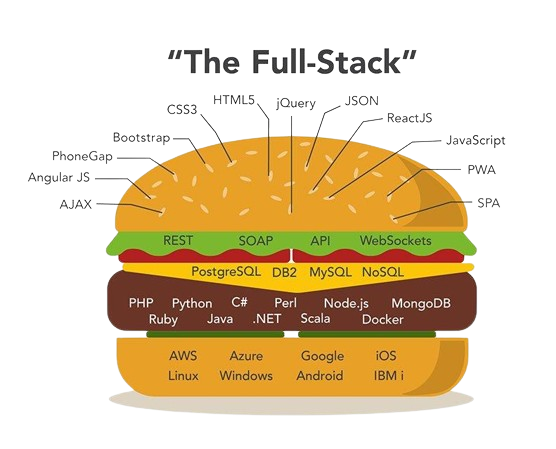 “The Full-Stack”
AJAX
Angular JS
PhoneGap
Bootstrap
CSS3
HTML5
jQuery
JSON
ReactJS
JavaScript
PWA
SPA
REST SOAP API WebSockets
PostgreSQL DB2 MySQL NoSQL
PHP Python C# Perl Node.js MongoDB
Ruby Java .NET Scala Docker
AWS Azure Google iOS
Linux Windows Android IBM i